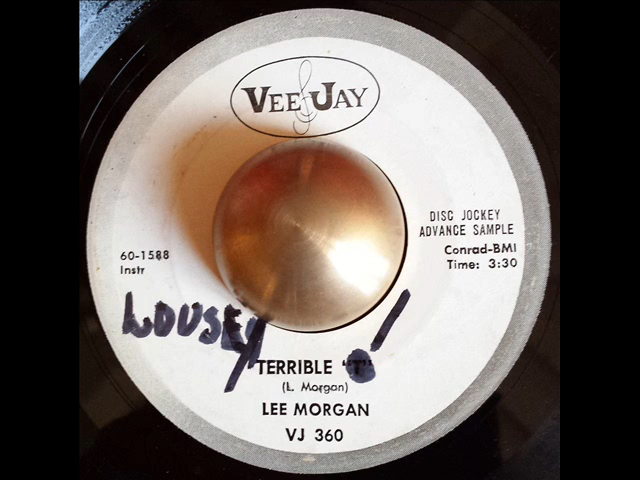 VEE JAY
DISC JOCKEY
ADVANCE SAMPLE
60-1588
Instr
Conrad-BMI
Time: 3:30
LOUSEY!
TERRIBLE "T"
(L. Morgan)
LEE MORGAN
VJ 360